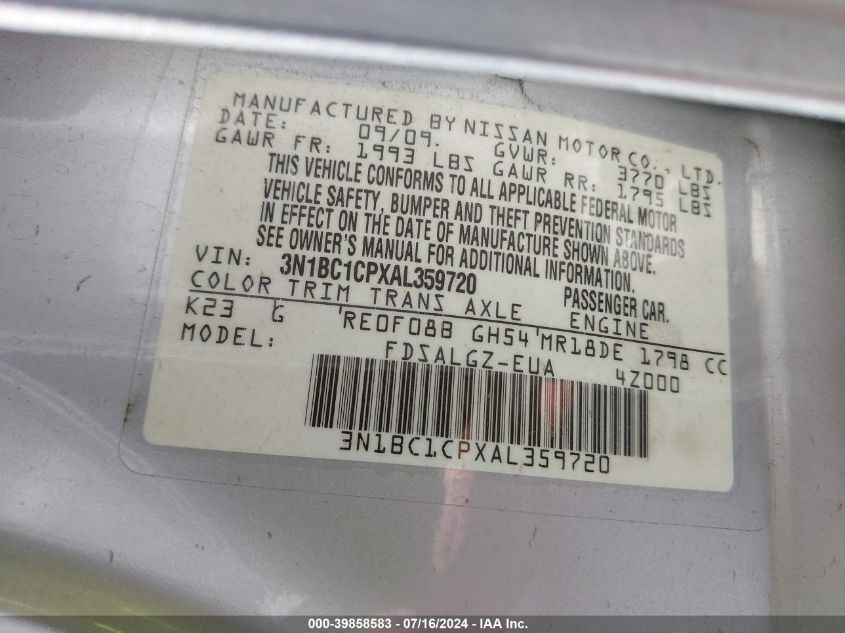 MANUFACTURED BY NISSAN MOTOR CO., LTD.
DATE: 09/09. GVWR: 3770 LBS
GAWR FR: 1993 LBS GAWR RR: 1795 LBS
THIS VEHICLE CONFORMS TO ALL APPLICABLE FEDERAL MOTOR
VEHICLE SAFETY, BUMPER AND THEFT PREVENTION STANDARDS
IN EFFECT ON THE DATE OF MANUFACTURE SHOWN ABOVE.
SEE OWNER'S MANUAL FOR ADDITIONAL INFORMATION.
VIN: 3N1BC1CPXAL359720 PASSENGER CAR.
COLOR TRIM TRANS AXLE ENGINE
K23 G RE0F08B GH54 MR18DE 1798 CC
MODEL: FDSALGZ-EUA 4Z000
3N1BC1CPXAL359720
000-39858583 - 07/16/2024 - IAA Inc.